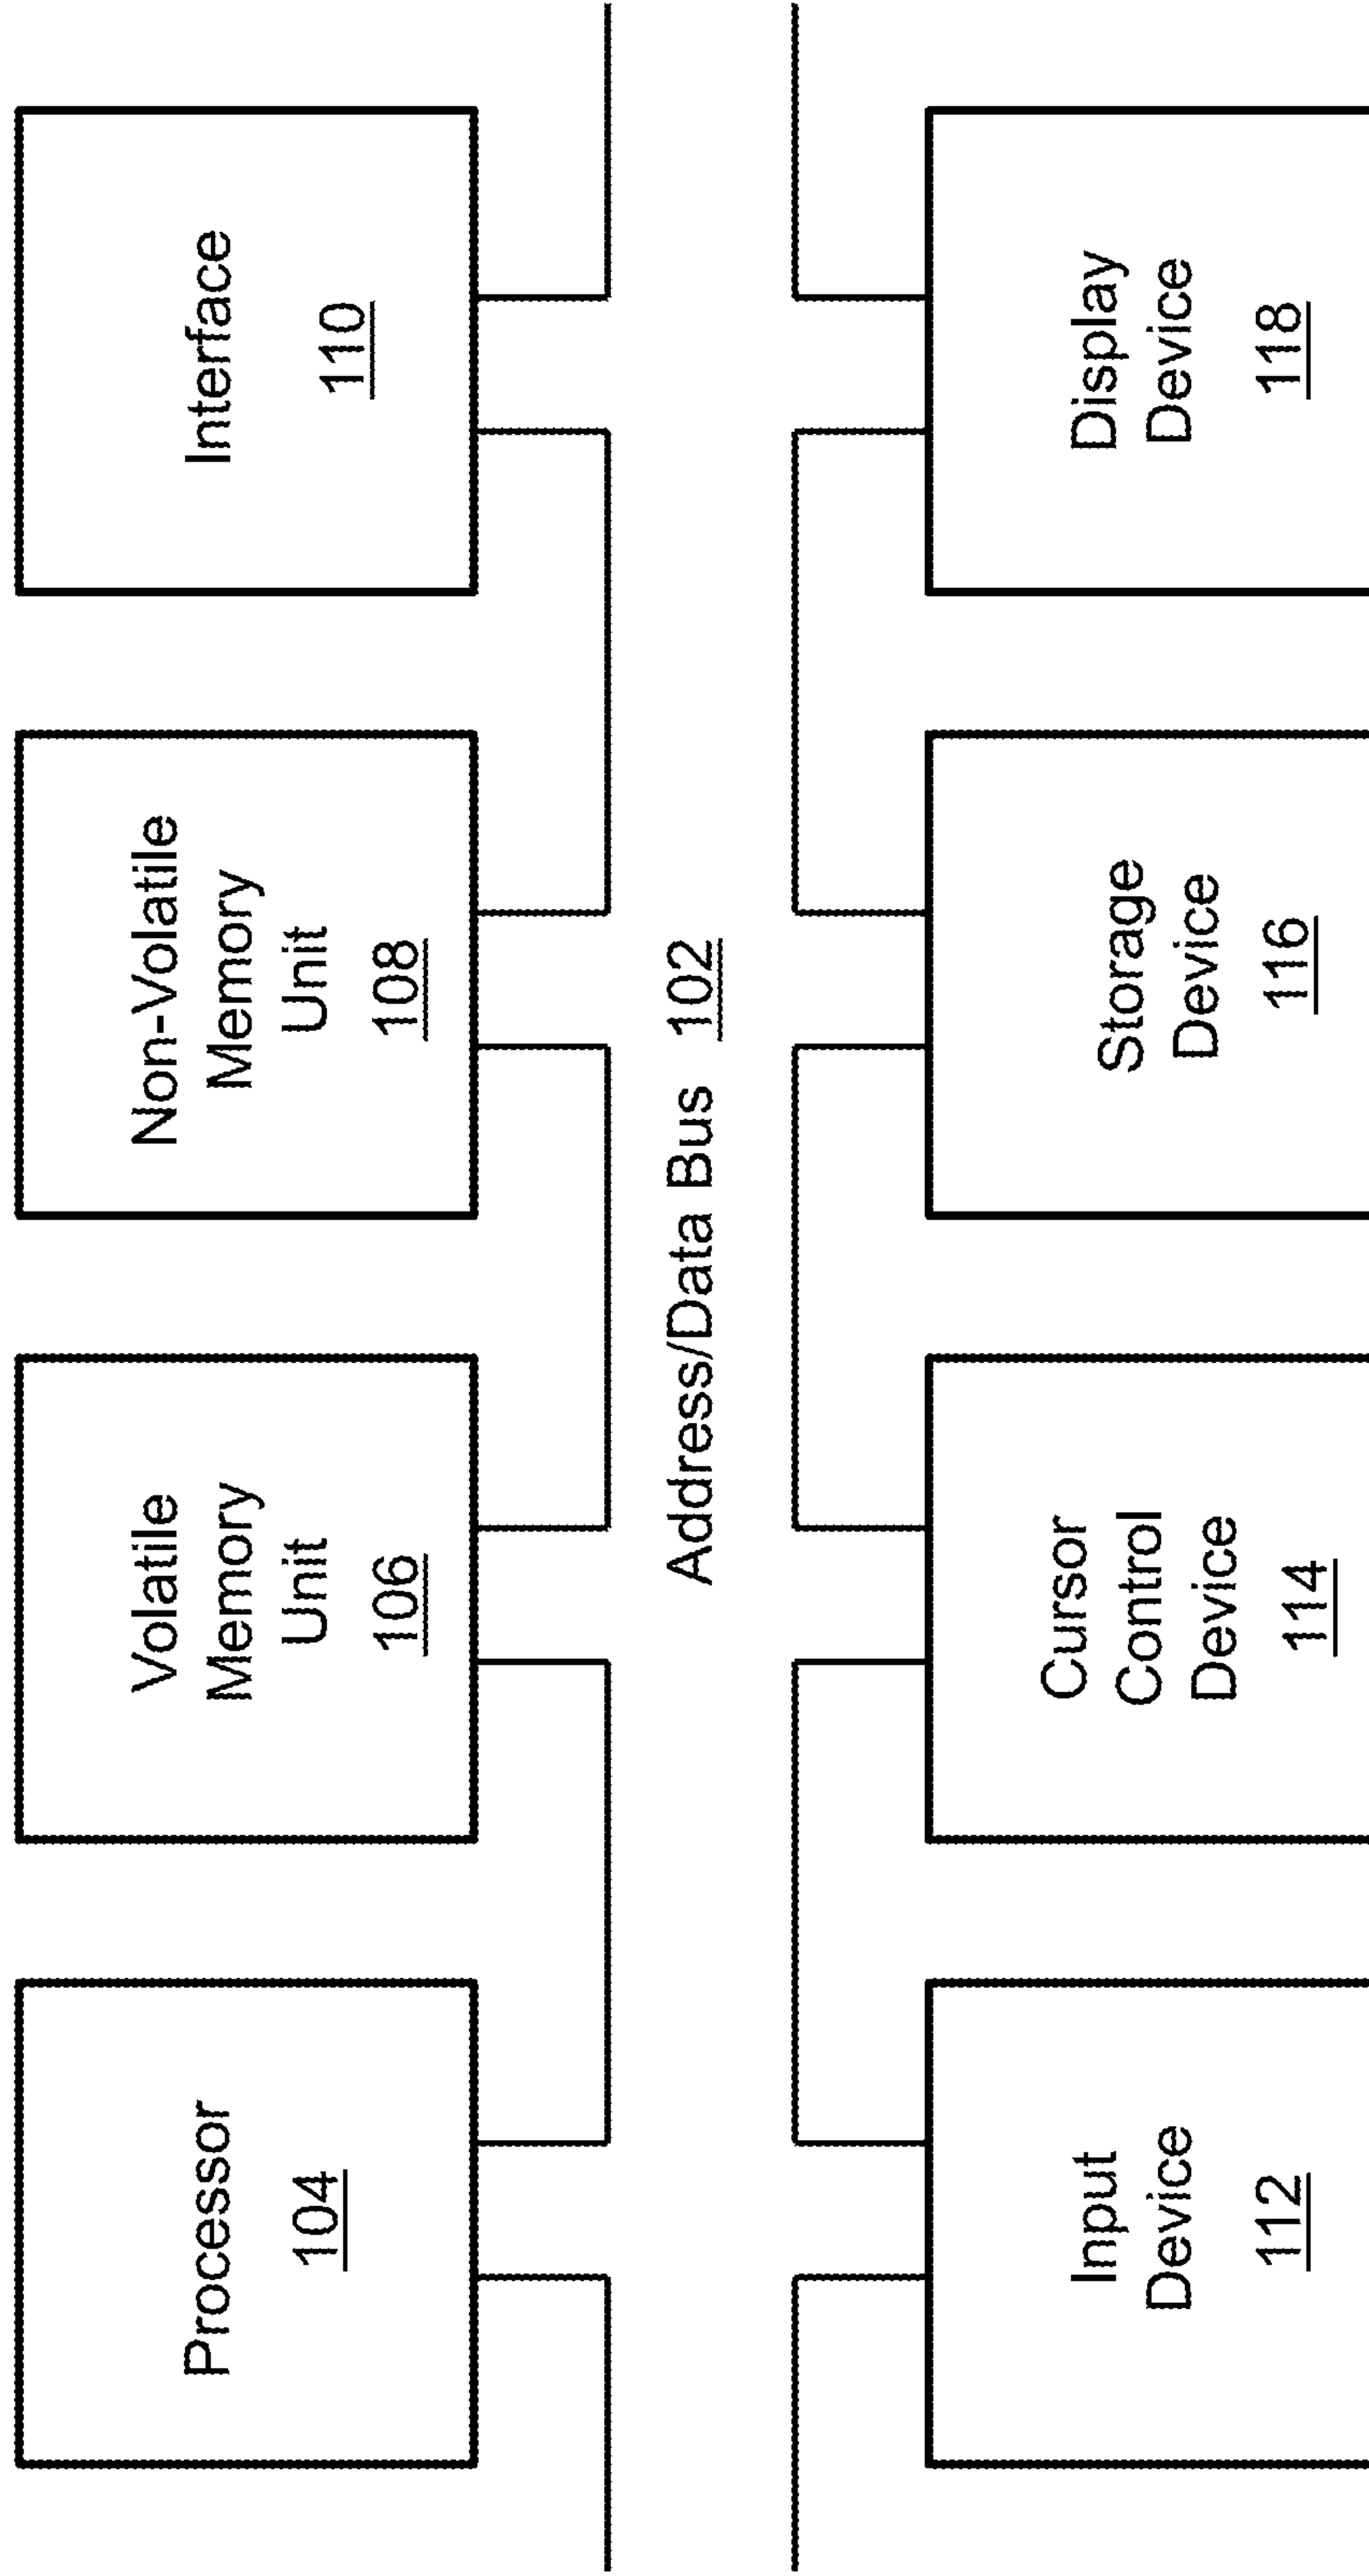 Processor
104
Volatile
Memory
Unit
106
Non-Volatile
Memory
Unit
108
Interface
110
Address/Data Bus 102
Input
Device
112
Cursor
Control
Device
114
Storage
Device
116
Display
Device
118